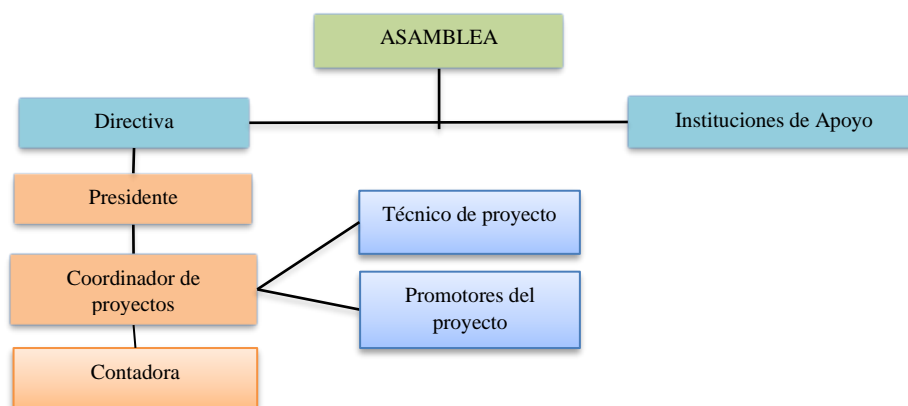 ASAMBLEA
Directiva
Instituciones de Apoyo
Presidente
Técnico de proyecto
Coordinador de
proyectos
Promotores del
proyecto
Contadora